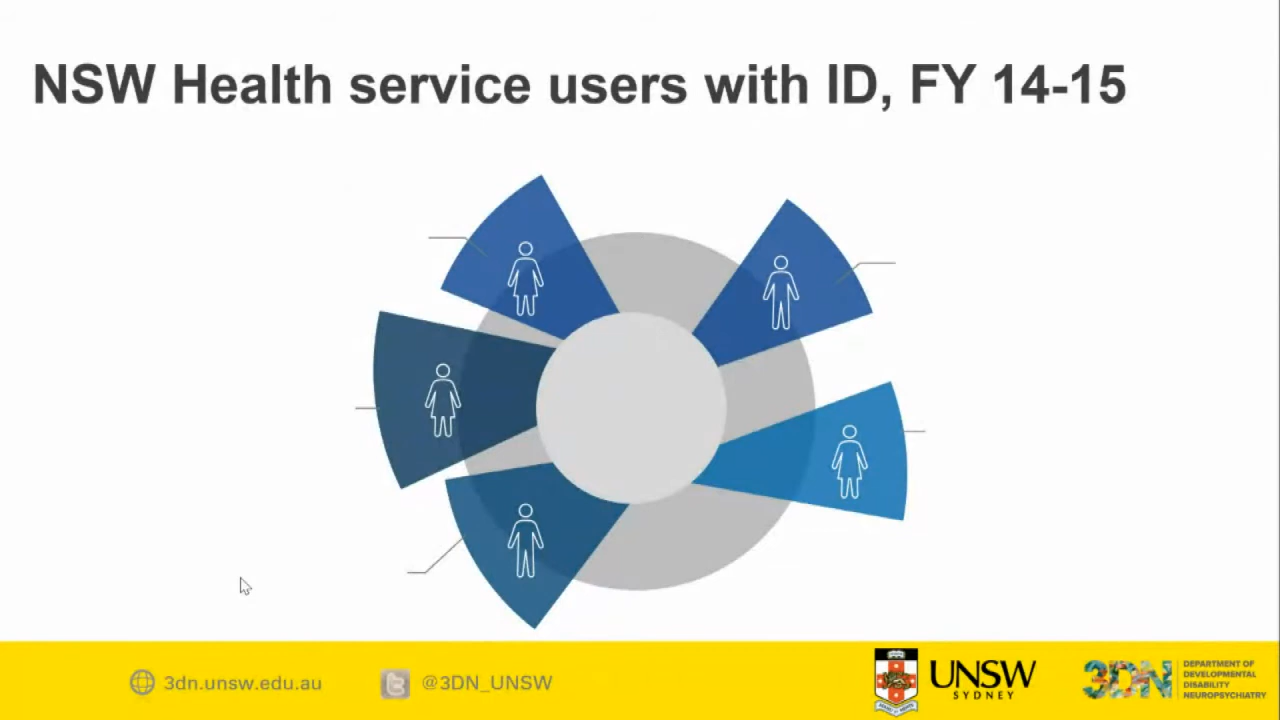 NSW Health service users with ID, FY 14-15
3dn.unsw.edu.au
@3DN_UNSW
UNSW
SYDNEY
3DN
DEPARTMENT OF
DEVELOPMENTAL
DISABILITY
NEUROPSYCHIATRY